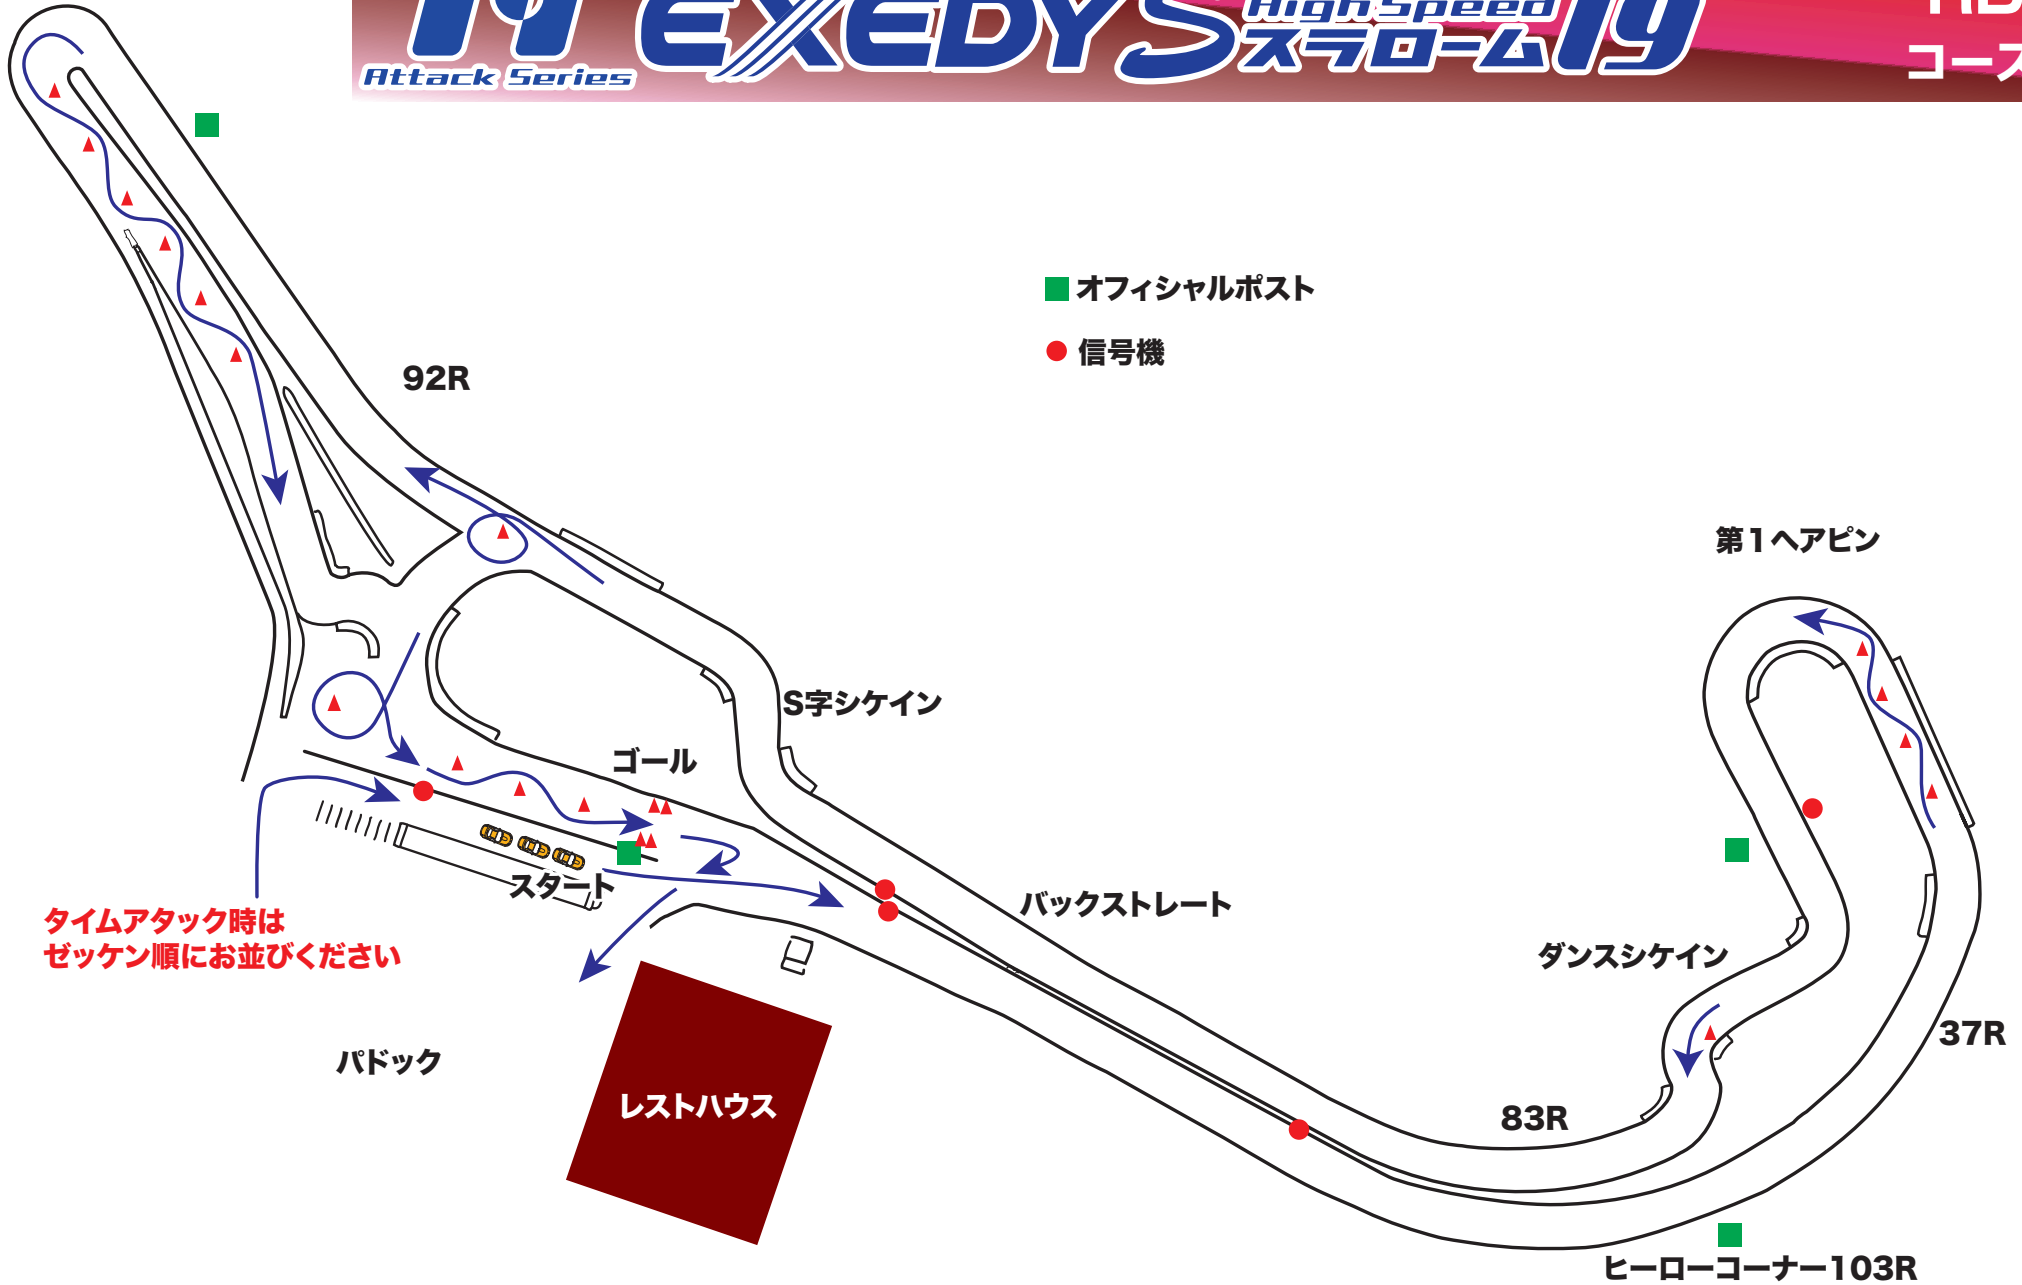 Attack Series
EXEDY High Speed
スラローム 19
コース
オフィシャルポスト
信号機
92R
第1ヘアピン
S字シケイン
ゴール
スタート
バックストレート
タイムアタック時は
ゼッケン順にお並びください
ダンスシケイン
37R
パドック
レストハウス
83R
ヒーローコーナー103R